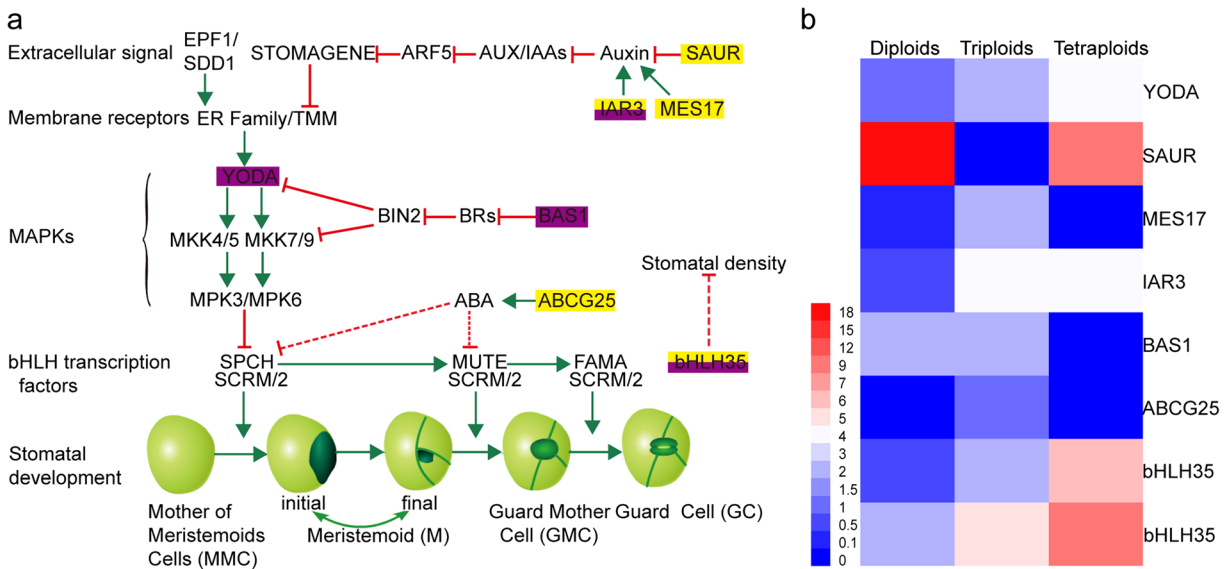 a
Extracellular signal
EPF1/
SDD1
STOMAGENE
ARF5
AUX/IAAs
Auxin
SAUR
IAR3
MES17
Membrane receptors
ER Family/TMM
MAPKs
YODA
BIN2
BRs
BAS1
MKK4/5
MKK7/9
MPK3/MPK6
ABA
ABCG25
Stomatal density
bHLH35
bHLH transcription
factors
SPCH
SCRM/2
MUTE
SCRM/2
FAMA
SCRM/2
Stomatal
development
initial
final
Mother of
Meristemoids
Cells (MMC)
Meristemoid (M)
Guard Mother
Cell (GMC)
Guard Cell (GC)
b
Diploids
Triploids
Tetraploids
YODA
SAUR
MES17
IAR3
BAS1
ABCG25
bHLH35
bHLH35
18
15
12
9
7
6
5
4
3
2
1.5
1
0.5
0.1
0